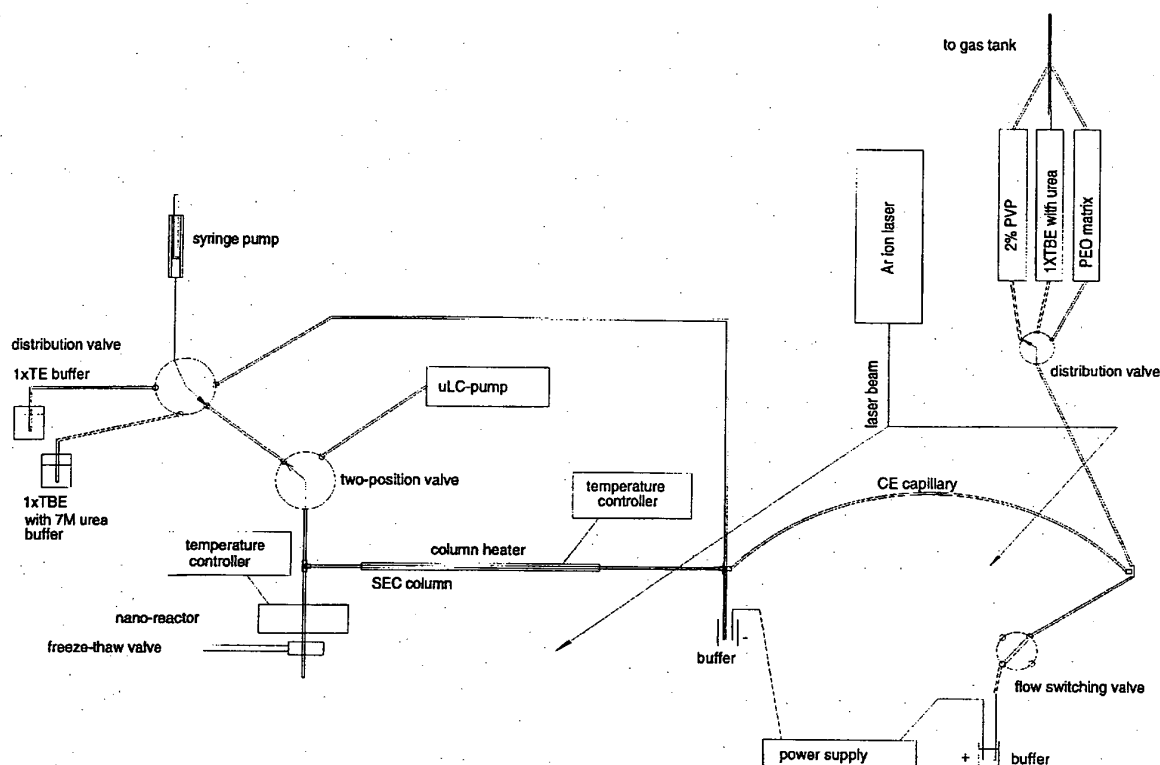 to gas tank
2% PVP
1XTBE with urea
PEO matrix
Ar ion laser
syringe pump
distribution valve
1xTE buffer
uLC-pump
distribution valve
laser beam
1xTBE
with 7M urea
buffer
two-position valve
temperature
controller
CE capillary
temperature
controller
column heater
SEC column
nano-reactor
freeze-thaw valve
-
buffer
flow switching valve
power supply
+
buffer